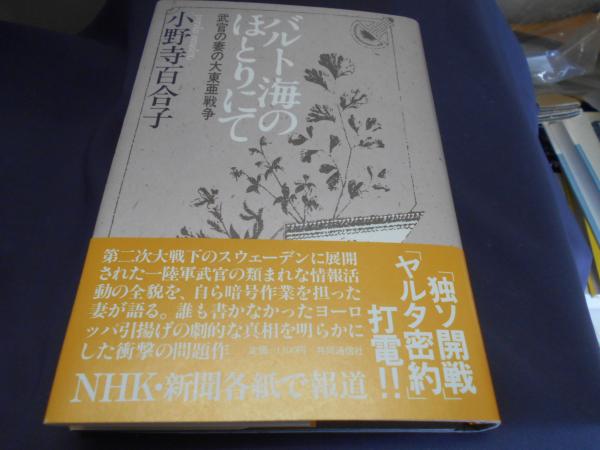 バルト海の
ほとりにて
武官の妻の大東亜戦争
小野寺百合子
「独ソ開戦」
「ヤルタ密約」
打電!!
第二次大戦下のスウェーデンに展開
された一陸軍武官の類まれな情報活
動の全貌を、自ら暗号作業を担った
妻が語る。誰も書かなかったヨーロ
ッパ引揚げの劇的な真相を明らかに
した衝撃の問題作
共同通信社
NHK・新聞各紙で報道